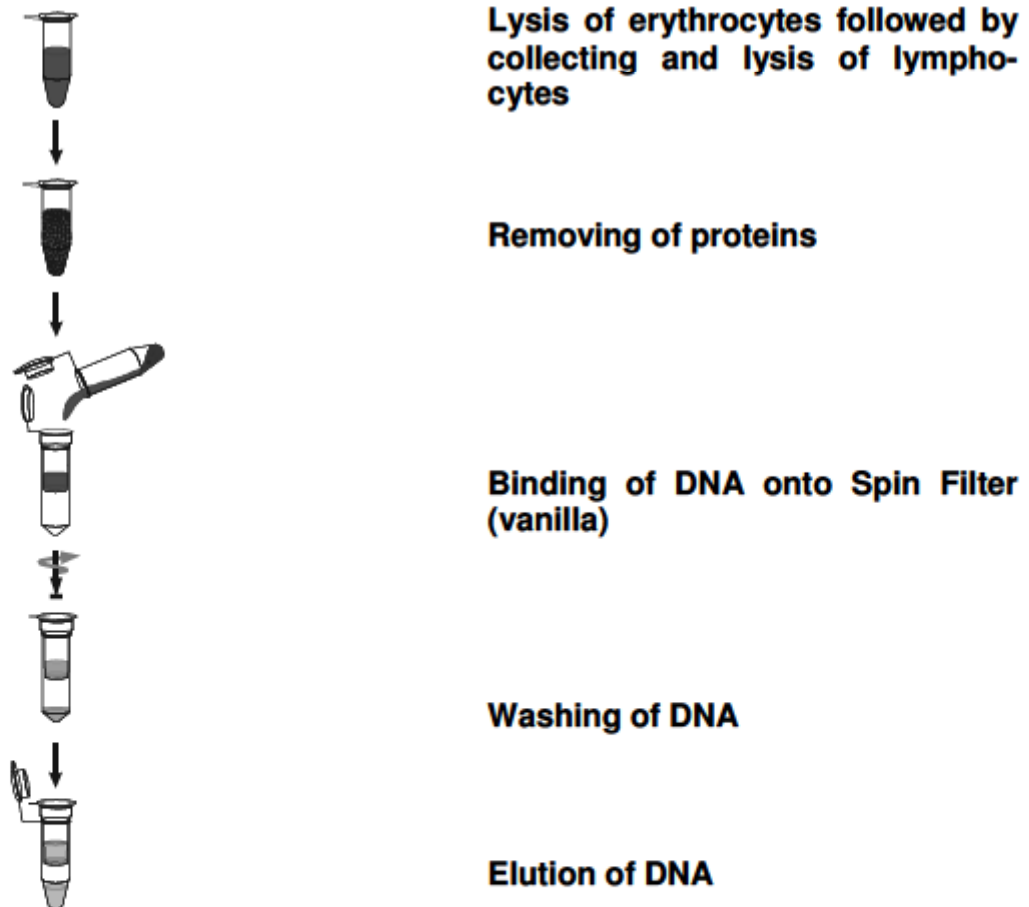 Lysis of erythrocytes followed by
collecting and lysis of lympho-
cytes
Removing of proteins
Binding of DNA onto Spin Filter
(vanilla)
Washing of DNA
Elution of DNA